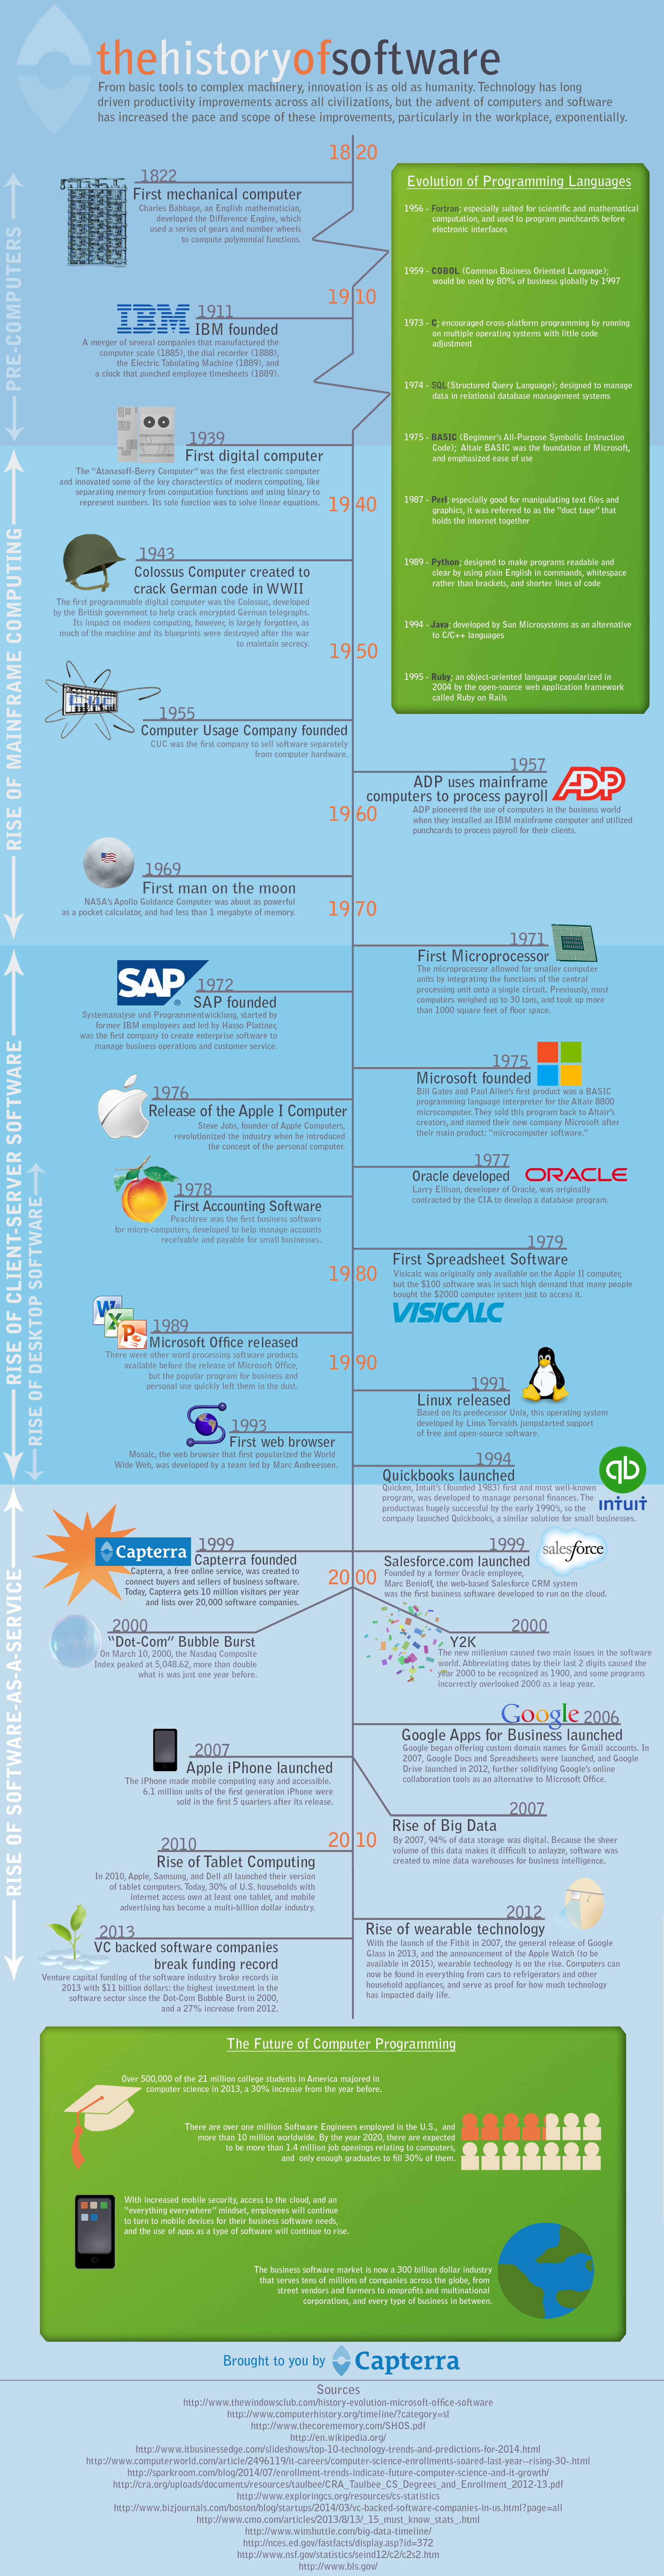 thehistoryofsoftware
From basic tools to complex machinery, innovation is as old as humanity. Technology has long
driven productivity improvements across all civilizations, but the advent of computers and software
has increased the pace and scope of these improvements, particularly in the workplace, exponentially.
1820
PRE-COMPUTERS
1822
First mechanical computer
Charles Babbage, an English mathematician,
developed the Difference Engine, which
used a series of gears and number wheels
to compute polynomial functions.
Evolution of Programming Languages
1956 - Fortran; especially suited for scientific and mathematical
computation, and used to program punchcards before
electronic interfaces
1959 - COBOL (Common Business Oriented Language);
would be used by 80% of business globally by 1997
1973 - C; encouraged cross-platform programming by running
on multiple operating systems with little code
adjustment
1974 - SQL(Structured Query Language); designed to manage
data in relational database management systems
1975 - BASIC (Beginner's All-Purpose Symbolic Instruction
Code); Altair BASIC was the foundation of Microsoft,
and emphasized ease of use
1987 - Perl; especially good for manipulating text files and
graphics, it was referred to as the "duct tape" that
holds the internet together
1989 - Python; designed to make programs readable and
clear by using plain English in commands, whitespace
rather than brackets, and shorter lines of code
1994 - Java; developed by Sun Microsystems as an alternative
to C/C++ languages
1995 - Ruby; an object-oriented language popularized in
2004 by the open-source web application framework
called Ruby on Rails
1910
IBM
1911
IBM founded
A merger of several companies that manufactured the
computer scale (1885), the dial recorder (1888),
the Electric Tabulating Machine (1889), and
a clock that punched employee timesheets (1889).
RISE OF MAINFRAME COMPUTING
1939
First digital computer
The "Atanasoff-Berry Computer" was the first electronic computer
and innovated some of the key characterstics of modern computing, like
separating memory from computation functions and using binary to
represent numbers. Its sole function was to solve linear equations.
1940
1943
Colossus Computer created to
crack German code in WWII
The first programmable digital computer was the Colossus, developed
by the British government to help crack encrypted German telegraphs.
Its impact on modern computing, however, is largely forgotten, as
much of the machine and its blueprints were destroyed after the war
to maintain secrecy.
1950
CUC
1955
Computer Usage Company founded
CUC was the first company to sell software separately
from computer hardware.
1957
ADP uses mainframe
computers to process payroll
ADP
ADP pioneered the use of computers in the business world
when they installed an IBM mainframe computer and utilized
punchcards to process payroll for their clients.
1960
1969
First man on the moon
NASA's Apollo Guidance Computer was about as powerful
as a pocket calculator, and had less than 1 megabyte of memory.
1970
RISE OF CLIENT-SERVER SOFTWARE
RISE OF DESKTOP SOFTWARE
1971
First Microprocessor
The microprocessor allowed for smaller computer
units by integrating the functions of the central
processing unit onto a single circuit. Previously, most
computers weighed up to 30 tons, and took up more
than 1000 square feet of floor space.
SAP®
1972
SAP founded
Systemanalyse und Programmentwicklung, started by
former IBM employees and led by Hasso Plattner,
was the first company to create enterprise software to
manage business operations and customer service.
1975
Microsoft founded
Bill Gates and Paul Allen's first product was a BASIC
programming language interpreter for the Altair 8800
microcomputer. They sold this program back to Altair's
creators, and named their new company Microsoft after
their main product: "microcomputer software."
1976
Release of the Apple I Computer
Steve Jobs, founder of Apple Computers,
revolutionized the industry when he introduced
the concept of the personal computer.
1977
Oracle developed
ORACLE
Larry Ellison, developer of Oracle, was originally
contracted by the CIA to develop a database program.
1978
First Accounting Software
Peachtree was the first business software
for micro-computers, developed to help manage accounts
receivable and payable for small businesses.
1979
First Spreadsheet Software
Visicalc was originally only available on the Apple II computer,
but the $100 software was in such high demand that many people
bought the $2000 computer system just to access it.
VISICALC
1980
W
X
P
1989
Microsoft Office released
There were other word processing software products
available before the release of Microsoft Office,
but the popular program for business and
personal use quickly left them in the dust.
1990
1991
Linux released
Based on its predecessor Unix, this operating system
developed by Linus Torvalds jumpstarted support
of free and open-source software.
1993
First web browser
Mosaic, the web browser that first popularized the World
Wide Web, was developed by a team led by Marc Andreessen.
1994
Quickbooks launched
qb
INTUIT
Quicken, Intuit's (founded 1983) first and most well-known
program, was developed to manage personal finances. The
productwas hugely successful by the early 1990's, so the
company launched Quickbooks, a similar solution for small businesses.
RISE OF SOFTWARE-AS-A-SERVICE
Capterra
1999
Capterra founded
Capterra, a free online service, was created to
connect buyers and sellers of business software.
Today, Capterra gets 10 million visitors per year
and lists over 20,000 software companies.
1999
Salesforce.com launched
salesforce
Founded by a former Oracle employee,
Marc Benioff, the web-based Salesforce CRM system
was the first business software developed to run on the cloud.
2000
2000
"Dot-Com" Bubble Burst
On March 10, 2000, the Nasdaq Composite
Index peaked at 5,048.62, more than double
what is was just one year before.
2000
Y2K
The new millenium caused two main issues in the software
world. Abbreviating dates by their last 2 digits caused the
year 2000 to be recognized as 1900, and some programs
incorrectly overlooked 2000 as a leap year.
Google 2006
Google Apps for Business launched
Google began offering custom domain names for Gmail accounts. In
2007, Google Docs and Spreadsheets were launched, and Google
Drive launched in 2012, further solidifying Google's online
collaboration tools as an alternative to Microsoft Office.
2007
Apple iPhone launched
The iPhone made mobile computing easy and accessible.
6.1 million units of the first generation iPhone were
sold in the first 5 quarters after its release.
2007
Rise of Big Data
By 2007, 94% of data storage was digital. Because the sheer
volume of this data makes it difficult to anlayze, software was
created to mine data warehouses for business intelligence.
2010
2010
Rise of Tablet Computing
In 2010, Apple, Samsung, and Dell all launched their version
of tablet computers. Today, 30% of U.S. households with
internet access own at least one tablet, and mobile
advertising has become a multi-billion dollar industry.
2012
Rise of wearable technology
With the launch of the Fitbit in 2007, the general release of Google
Glass in 2013, and the announcement of the Apple Watch (to be
available in 2015), wearable technology is on the rise. Computers can
now be found in everything from cars to refrigerators and other
household appliances, and serve as proof for how much technology
has impacted daily life.
2013
VC backed software companies
break funding record
Venture capital funding of the software industry broke records in
2013 with $11 billion dollars: the highest investment in the
software sector since the Dot-Com Bubble Burst in 2000,
and a 27% increase from 2012.
The Future of Computer Programming
Over 500,000 of the 21 million college students in America majored in
computer science in 2013, a 30% increase from the year before.
There are over one million Software Engineers employed in the U.S., and
more than 10 million worldwide. By the year 2020, there are expected
to be more than 1.4 million job openings relating to computers,
and only enough graduates to fill 30% of them.
With increased mobile security, access to the cloud, and an
"everything everywhere" mindset, employees will continue
to turn to mobile devices for their business software needs,
and the use of apps as a type of software will continue to rise.
The business software market is now a 300 billion dollar industry
that serves tens of millions of companies across the globe, from
street vendors and farmers to nonprofits and multinational
corporations, and every type of business in between.
Brought to you by Capterra
Sources
http://www.thewindowsclub.com/history-evolution-microsoft-office-software
http://www.computerhistory.org/timeline/?category=sl
http://www.thecorememory.com/SHOS.pdf
http://en.wikipedia.org/
http://www.itbusinessedge.com/slideshows/top-10-technology-trends-and-predictions-for-2014.html
http://www.computerworld.com/article/2496119/it-careers/computer-science-enrollments-soared-last-year--rising-30-.html
http://sparkroom.com/blog/2014/07/enrollment-trends-indicate-future-computer-science-and-it-growth/
http://cra.org/uploads/documents/resources/taulbee/CRA_Taulbee_CS_Degrees_and_Enrollment_2012-13.pdf
http://www.exploringcs.org/resources/cs-statistics
http://www.bizjournals.com/boston/blog/startups/2014/03/vc-backed-software-companies-in-us.html?page=all
http://www.cmo.com/articles/2013/8/13/_15_must_know_stats_.html
http://www.winshuttle.com/big-data-timeline/
http://nces.ed.gov/fastfacts/display.asp?id=372
http://www.nsf.gov/statistics/seind12/c2/c2s2.htm
http://www.bls.gov/